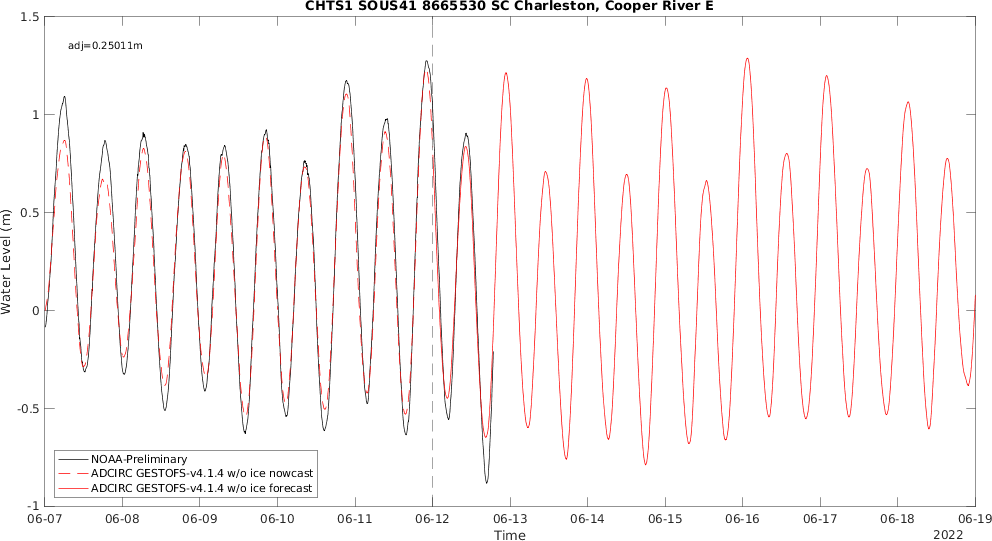 CHTS1 SOUS41 8665530 SC Charleston, Cooper River E
adj=0.25011m
1.5
1
0.5
0
-0.5
-1
Water Level (m)
NOAA-Preliminary
ADCIRC GESTOFS-v4.1.4 w/o ice nowcast
ADCIRC GESTOFS-v4.1.4 w/o ice forecast
06-07 06-08 06-09 06-10 06-11 06-12 06-13 06-14 06-15 06-16 06-17 06-18 06-19
Time
2022